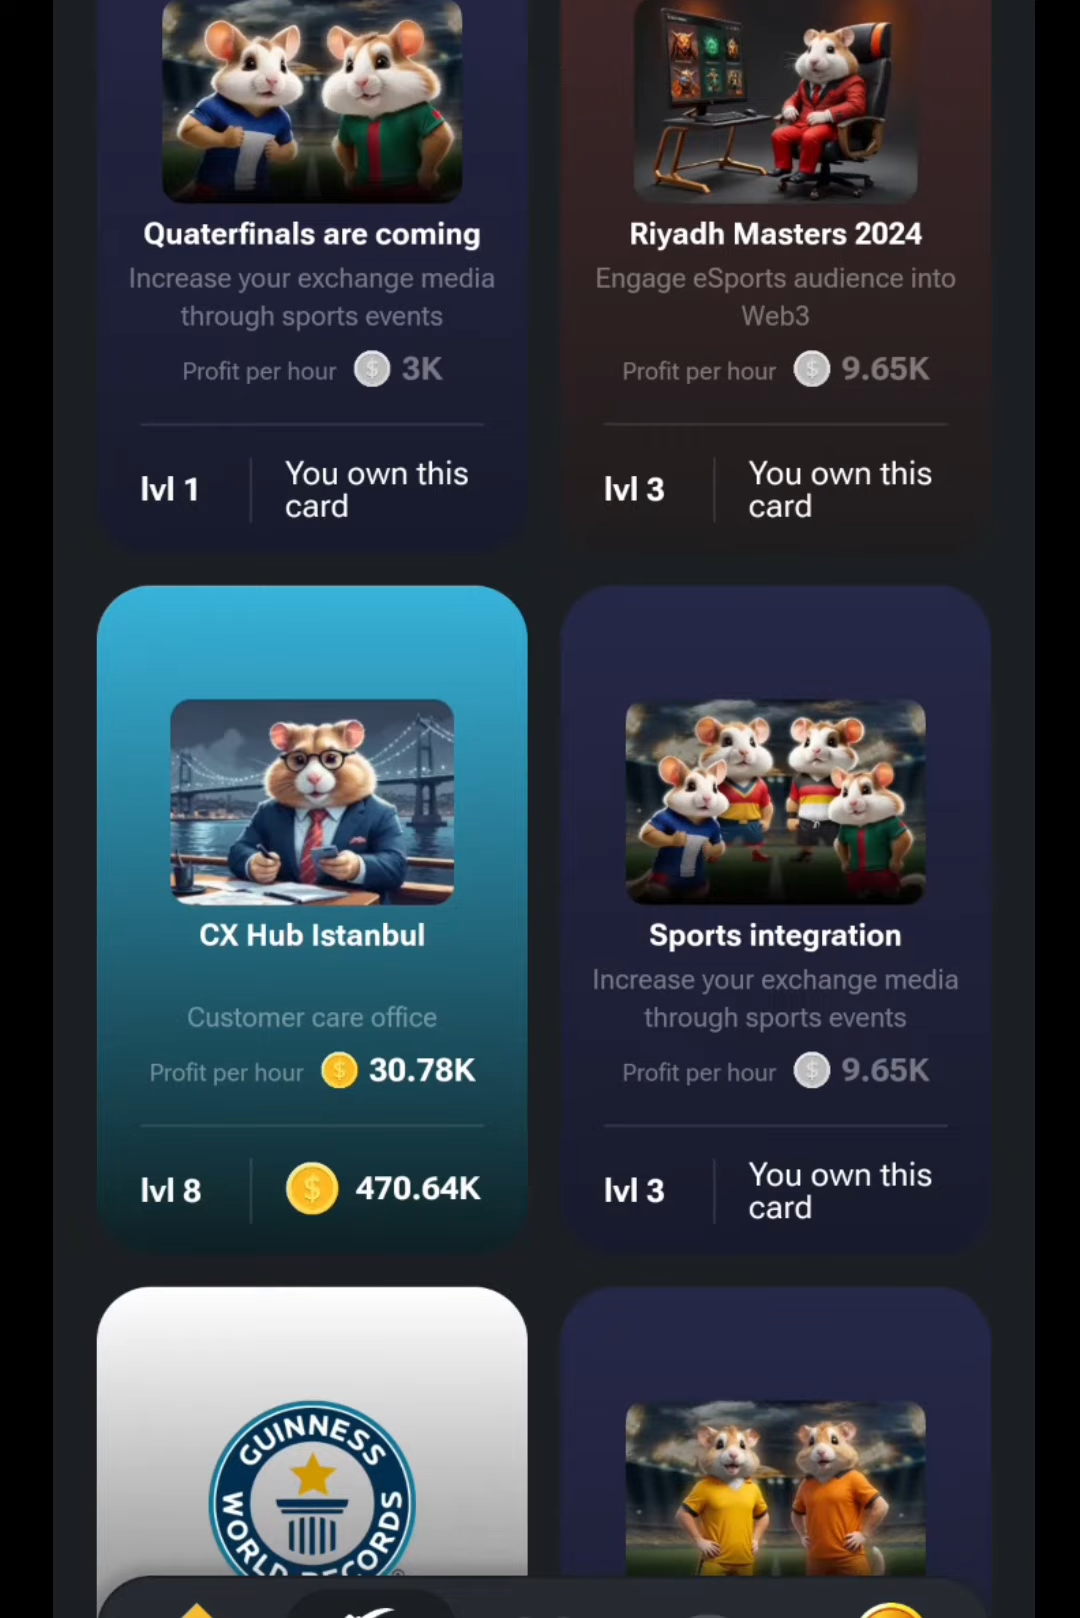 Quaterfinals are coming
Increase your exchange media
through sports events
Profit per hour 3K
lvl 1
You own this
card
Riyadh Masters 2024
Engage eSports audience into
Web3
Profit per hour 9.65K
lvl 3
You own this
card
CX Hub Istanbul
Customer care office
Profit per hour 30.78K
lvl 8
470.64K
Sports integration
Increase your exchange media
through sports events
Profit per hour 9.65K
lvl 3
You own this
card
GUINNESS
WORLD RECORDS